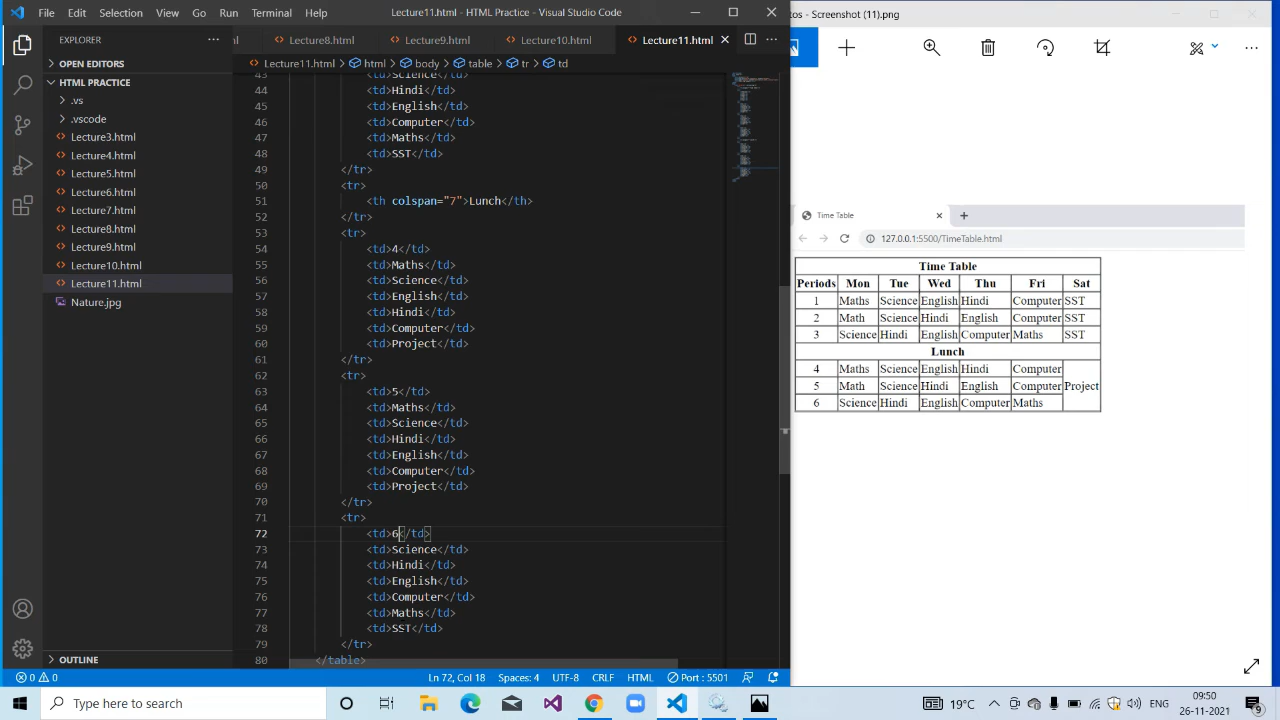 File Edit Selection View Go Run Terminal Help
Lecture11.html - HTML Practice - Visual Studio Code
tos - Screenshot (11).png
EXPLORER
OPEN EDITORS
HTML PRACTICE
.vs
.vscode
Lecture3.html
Lecture4.html
Lecture5.html
Lecture6.html
Lecture7.html
Lecture8.html
Lecture9.html
Lecture10.html
Lecture11.html
Nature.jpg
OUTLINE
Lecture8.html Lecture9.html Lecture10.html Lecture11.html
Lecture11.html > html > body > table > tr > td
43 <td>Science</td>
44 <td>Hindi</td>
45 <td>English</td>
46 <td>Computer</td>
47 <td>Maths</td>
48 <td>SST</td>
49 </tr>
50 <tr>
51 <th colspan="7">Lunch</th>
52 </tr>
53 <tr>
54 <td>4</td>
55 <td>Maths</td>
56 <td>Science</td>
57 <td>English</td>
58 <td>Hindi</td>
59 <td>Computer</td>
60 <td>Project</td>
61 </tr>
62 <tr>
63 <td>5</td>
64 <td>Maths</td>
65 <td>Science</td>
66 <td>Hindi</td>
67 <td>English</td>
68 <td>Computer</td>
69 <td>Project</td>
70 </tr>
71 <tr>
72 <td>6</td>
73 <td>Science</td>
74 <td>Hindi</td>
75 <td>English</td>
76 <td>Computer</td>
77 <td>Maths</td>
78 <td>SST</td>
79 </tr>
80 </table>
Time Table
127.0.0.1:5500/TimeTable.html
Time Table
Periods Mon Tue Wed Thu Fri Sat
1 Maths Science English Hindi Computer SST
2 Math Science Hindi English Computer SST
3 Science Hindi English Computer Maths SST
Lunch
4 Maths Science English Hindi Computer
5 Math Science Hindi English Computer Project
6 Science Hindi English Computer Maths
0 0 Ln 72, Col 18 Spaces: 4 UTF-8 CRLF HTML Port : 5501
Type here to search
19°C
09:50
26-11-2021
9